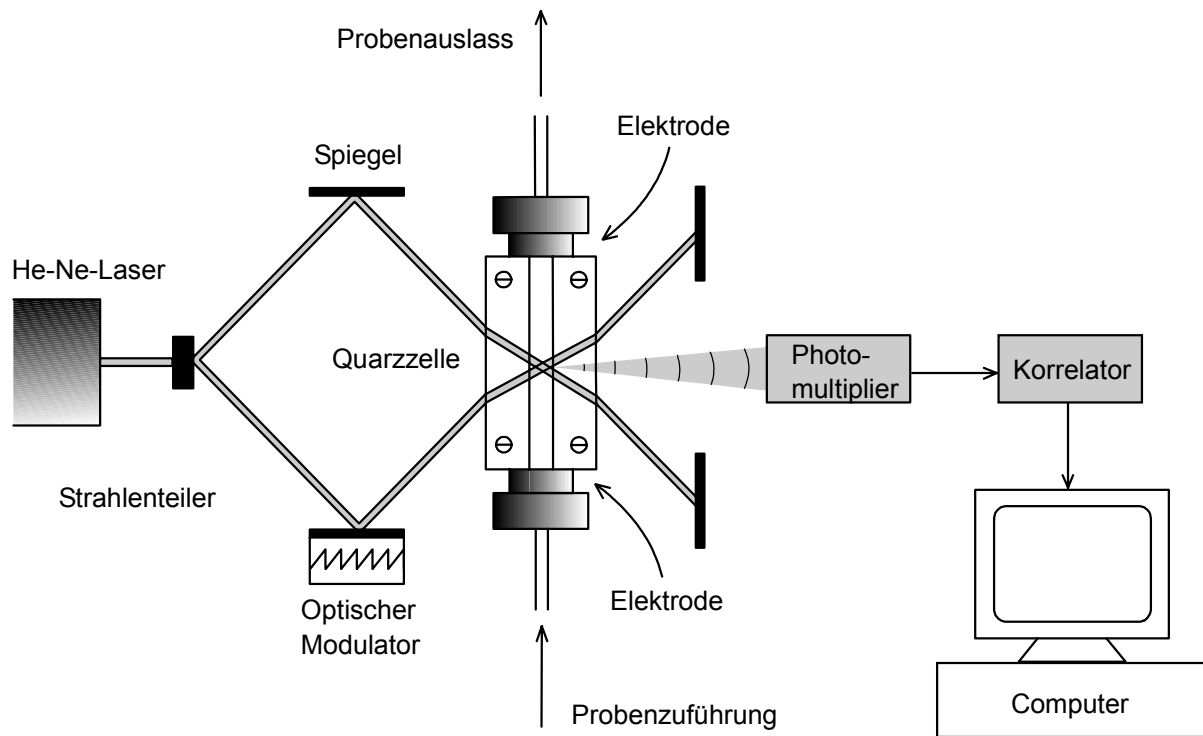 Probenauslass
Elektrode
Spiegel
He-Ne-Laser
Quarzzelle
Photo-
multiplier
Korrelator
Strahlenteiler
Optischer
Modulator
Elektrode
Probenzuführung
Computer